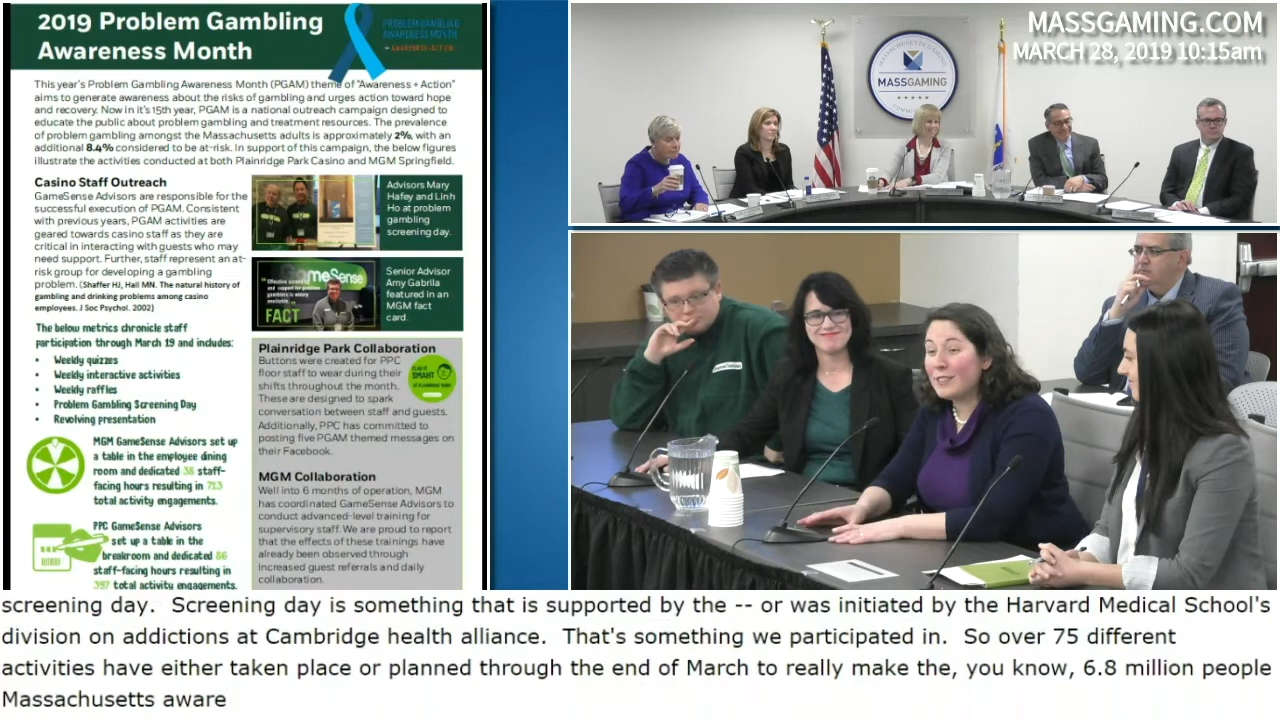 2019 Problem Gambling
Awareness Month
PROBLEM GAMBLING
AWARENESS MONTH
AWARENESS+ACTION
This year's Problem Gambling Awareness Month (PGAM) theme of "Awareness + Action"
aims to generate awareness about the risks of gambling and urges action toward hope
and recovery. Now in it's 15th year, PGAM is a national outreach campaign designed to
educate the public about problem gambling and treatment resources. The prevalence
of problem gambling amongst the Massachusetts adults is approximately 2%, with an
additional 8.4% considered to be at-risk. In support of this campaign, the below figures
illustrate the activities conducted at both Plainridge Park Casino and MGM Springfield.
Casino Staff Outreach
GameSense Advisors are responsible for the
successful execution of PGAM. Consistent
with previous years, PGAM activities are
geared towards casino staff as they are
critical in interacting with guests who may
need support. Further, staff represent an at-
risk group for developing a gambling
problem. (Shaffer HJ, Hall MN. The natural history of
gambling and drinking problems among casino
employees. J Soc Psychol. 2002)
The below metrics chronicle staff
participation through March 19 and includes:
• Weekly quizzes
• Weekly interactive activities
• Weekly raffles
• Problem Gambling Screening Day
• Revolving presentation
MGM GameSense Advisors set up
a table in the employee dining
room and dedicated 38 staff-
facing hours resulting in 713
total activity engagements.
PPC GameSense Advisors
set up a table in the
breakroom and dedicated 86
staff-facing hours resulting in
397 total activity engagements.
Advisors Mary
Hafey and Linh
Ho at problem
gambling
screening day.
GameSense
FACT
Senior Advisor
Amy Gabrila
featured in an
MGM fact
card.
Plainridge Park Collaboration
Buttons were created for PPC
floor staff to wear during their
shifts throughout the month.
These are designed to spark
conversation between staff and guests.
Additionally, PPC has committed to
posting five PGAM themed messages on
their Facebook.
PLAY IT
SMAHT
MGM Collaboration
Well into 6 months of operation, MGM
has coordinated GameSense Advisors to
conduct advanced-level training for
supervisory staff. We are proud to report
that the effects of these trainings have
already been observed through
increased guest referrals and daily
collaboration.
MASSGAMING.COM
MARCH 28, 2019 10:15am
MASSGAMING
screening day.  Screening day is something that is supported by the -- or was initiated by the Harvard Medical School's
division on addictions at Cambridge health alliance.  That's something we participated in.  So over 75 different
activities have either taken place or planned through the end of March to really make the, you know, 6.8 million people
Massachusetts aware